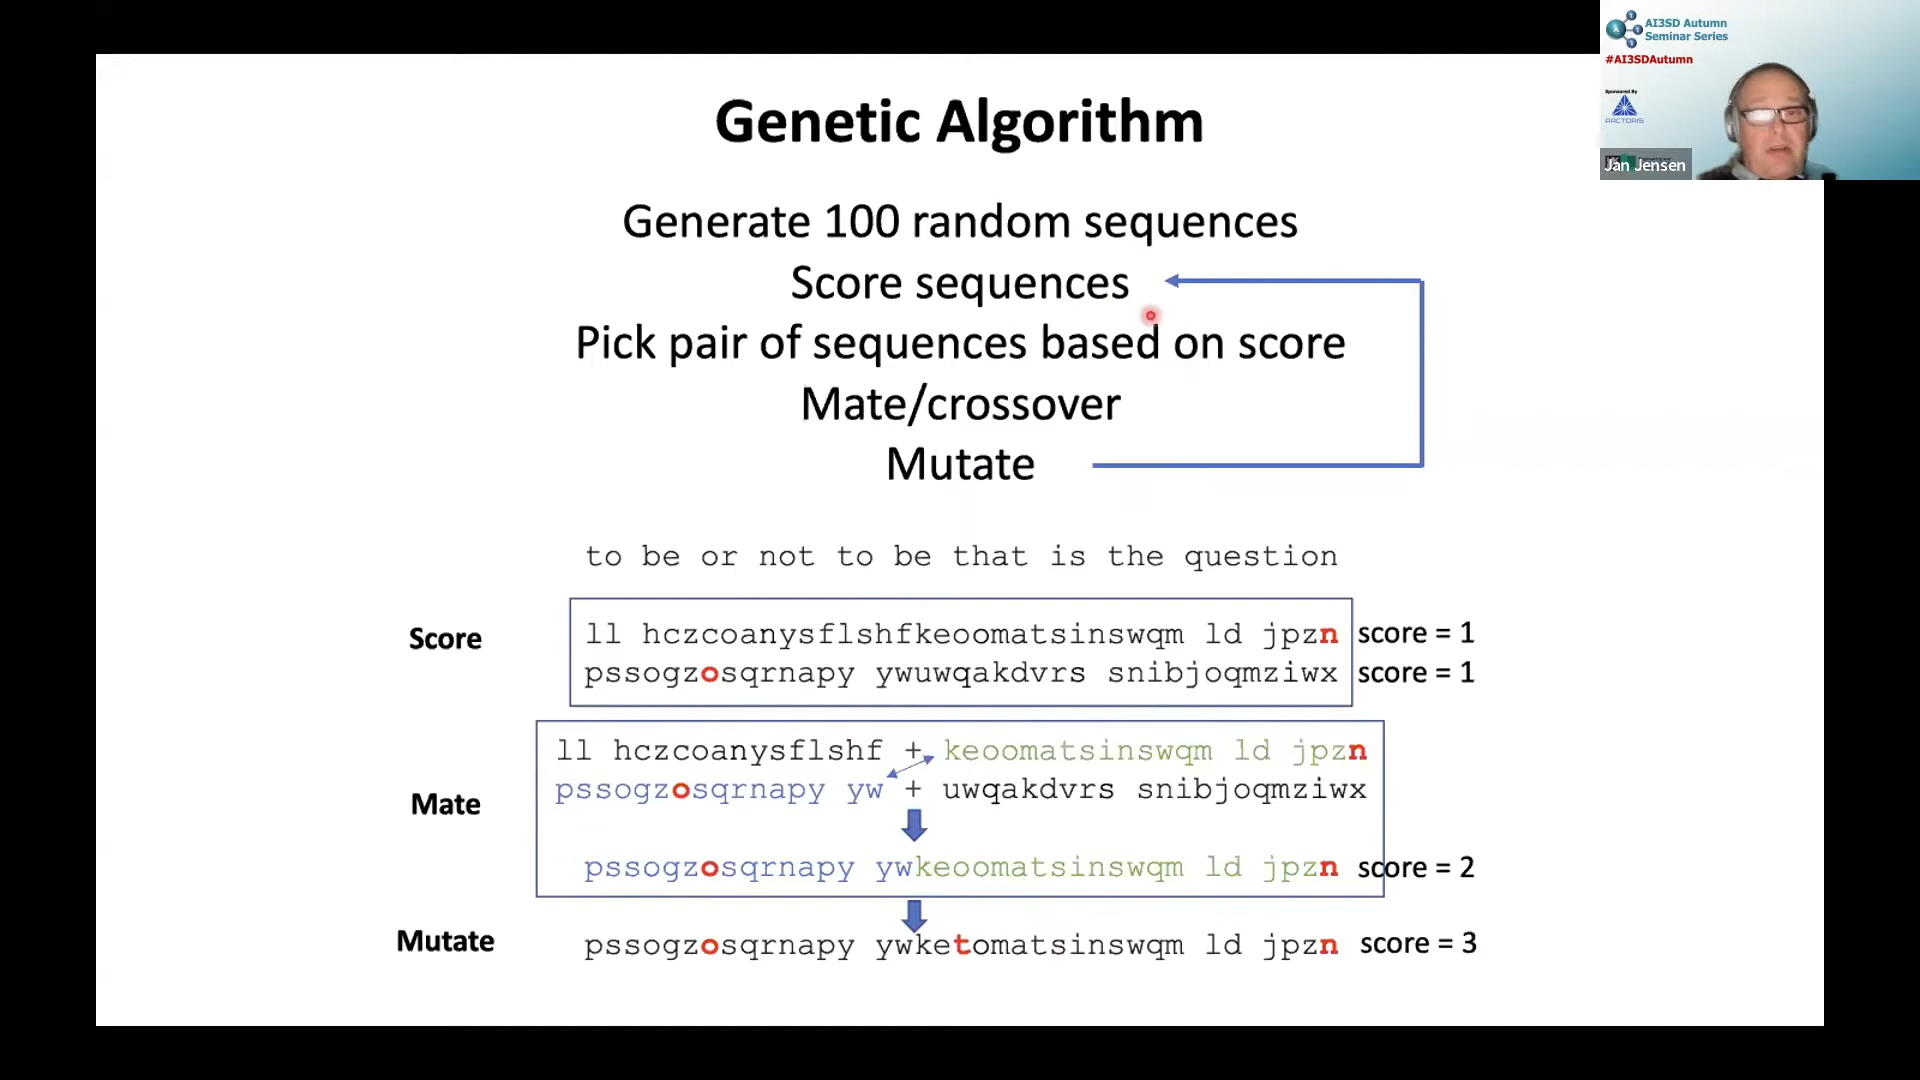 AI3SD Autumn
Seminar Series
#AI3SDAutumn
Sponsored By
ARCTORIS
Jan Jensen
Genetic Algorithm
Generate 100 random sequences
Score sequences
Pick pair of sequences based on score
Mate/crossover
Mutate
to be or not to be that is the question
Score
ll hczcoanysflshfkeoomatsinswqm ld jpzn score = 1
pssogzosqrnapy ywuwqakdvrs snibjoqmziwx score = 1
Mate
ll hczcoanysflshf + keoomatsinswqm ld jpzn
pssogzosqrnapy yw + uwqakdvrs snibjoqmziwx
pssogzosqrnapy ywkeoomatsinswqm ld jpzn score = 2
Mutate
pssogzosqrnapy ywketomatsinswqm ld jpzn score = 3